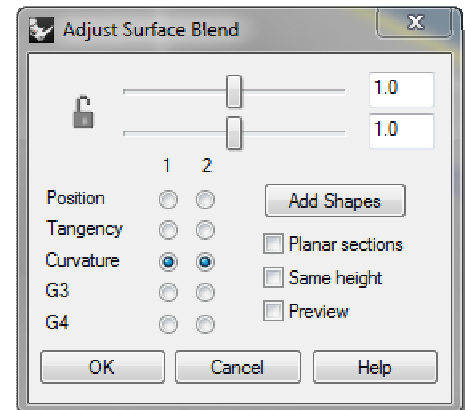 Adjust Surface Blend
1.0
1.0
1 2
Position
Tangency
Curvature
G3
G4
Add Shapes
Planar sections
Same height
Preview
OK Cancel Help